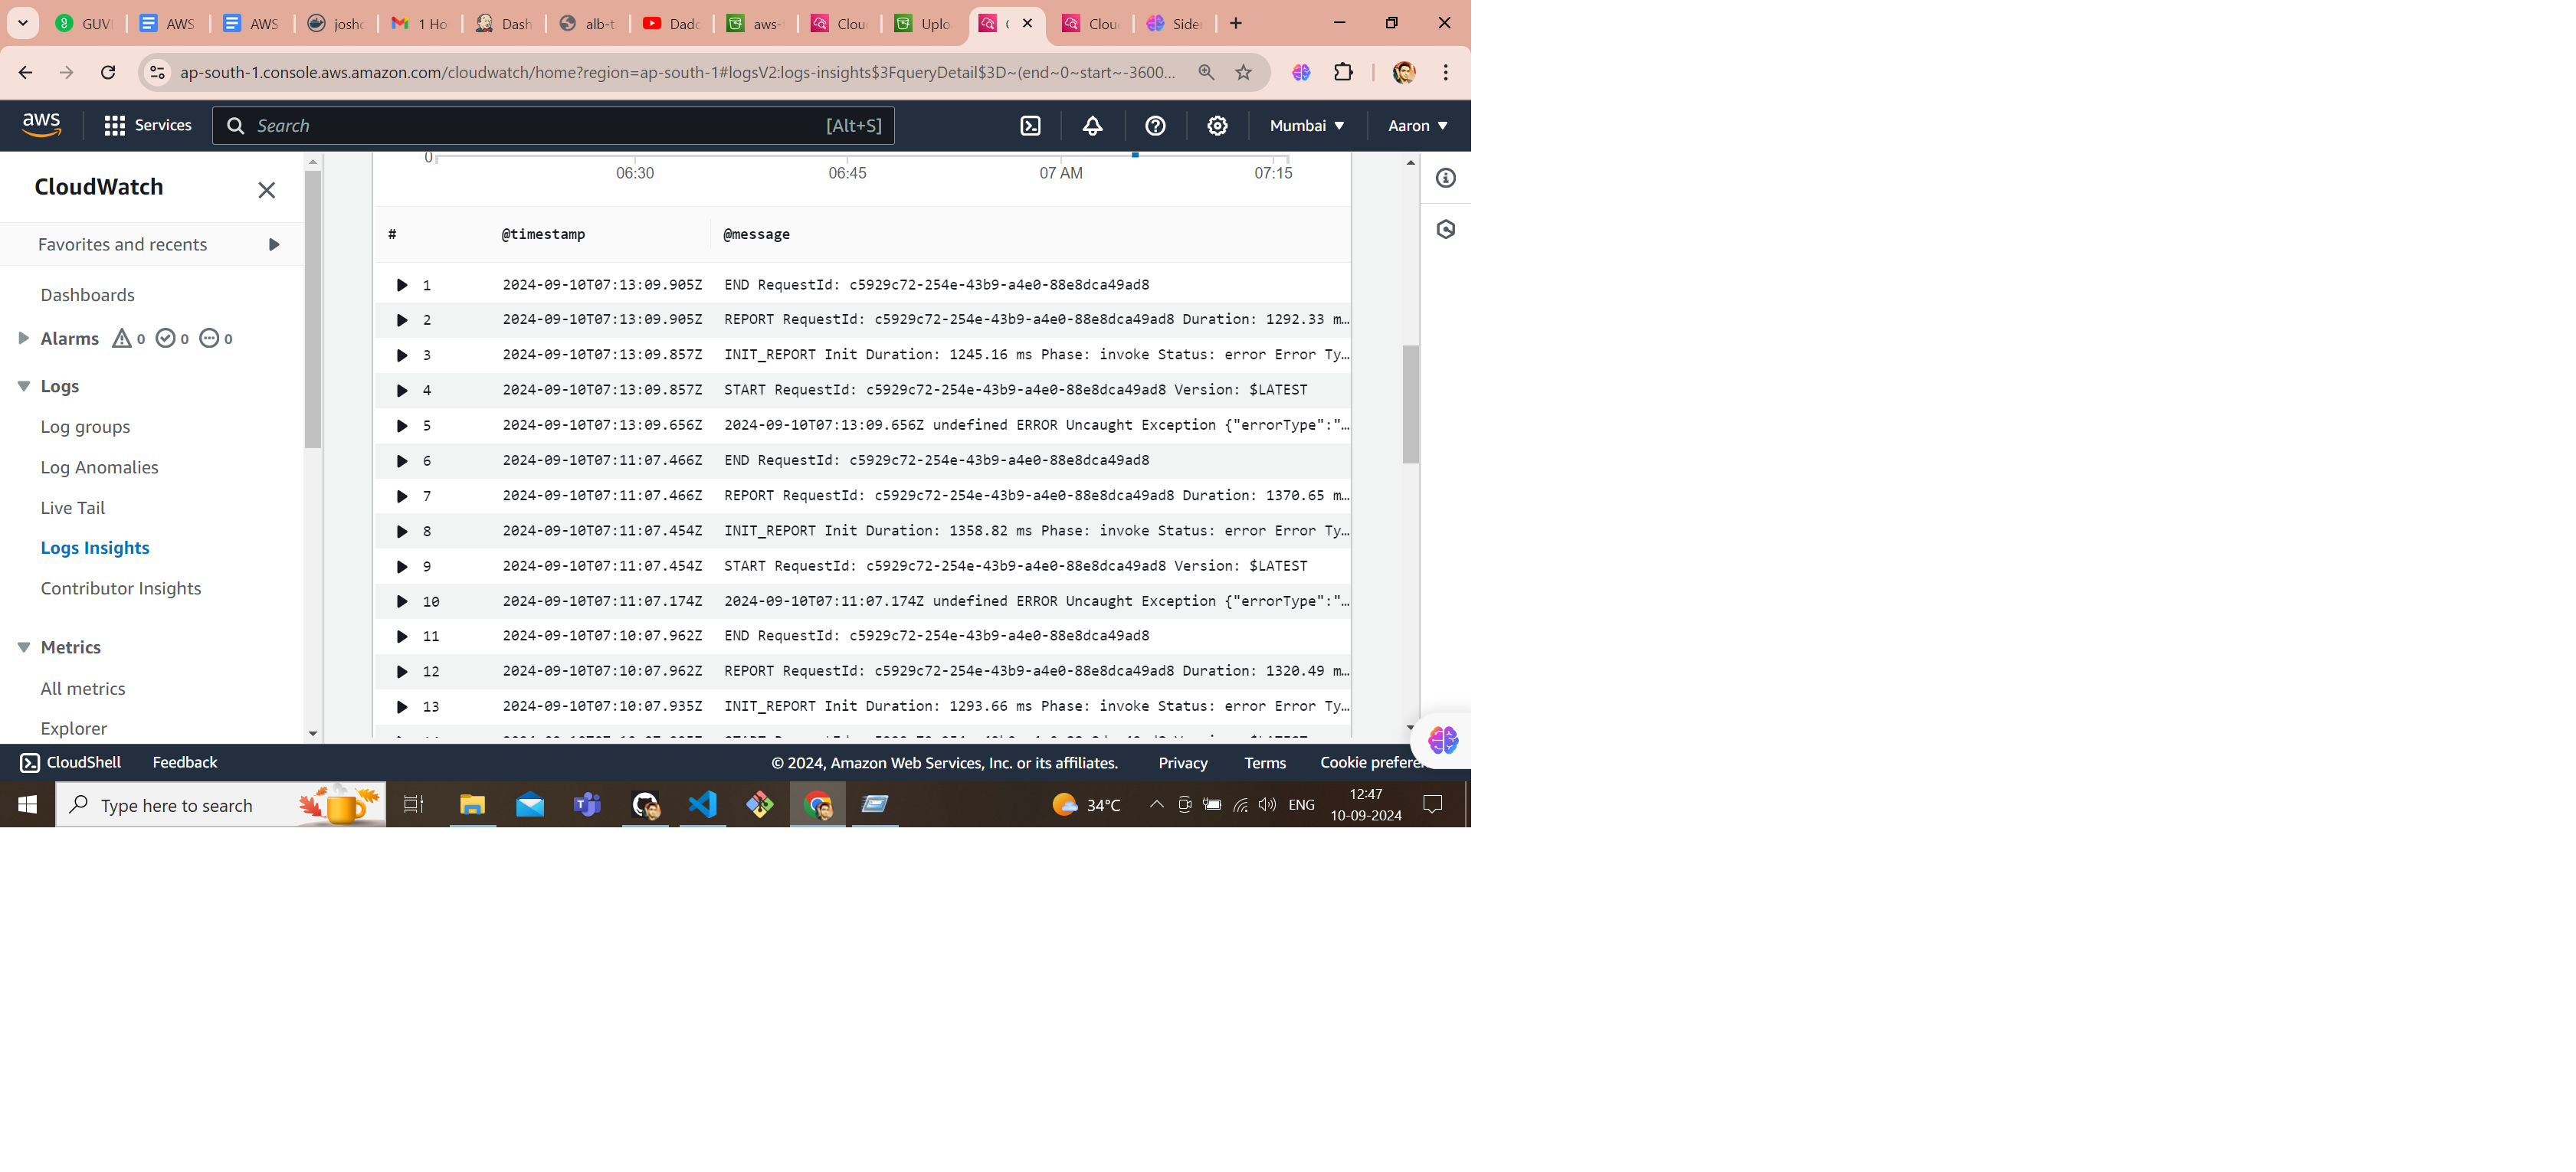 GUV
AWS
AWS
josh
1 Ho
Dash
alb-t
Dado
aws-
Clou
Uplo
Clou
Sider
ap-south-1.console.aws.amazon.com/cloudwatch/home?region=ap-south-1#logsV2:logs-insights$3FqueryDetail$3D~(end~0~start~-3600...
aws
Services
Search
[Alt+S]
Mumbai
Aaron
CloudWatch
Favorites and recents
Dashboards
Alarms 0 0 0
Logs
Log groups
Log Anomalies
Live Tail
Logs Insights
Contributor Insights
Metrics
All metrics
Explorer
0
06:30 06:45 07 AM 07:15
# @timestamp @message
1 2024-09-10T07:13:09.905Z END RequestId: c5929c72-254e-43b9-a4e0-88e8dca49ad8
2 2024-09-10T07:13:09.905Z REPORT RequestId: c5929c72-254e-43b9-a4e0-88e8dca49ad8 Duration: 1292.33 m…
3 2024-09-10T07:13:09.857Z INIT_REPORT Init Duration: 1245.16 ms Phase: invoke Status: error Error Ty…
4 2024-09-10T07:13:09.857Z START RequestId: c5929c72-254e-43b9-a4e0-88e8dca49ad8 Version: $LATEST
5 2024-09-10T07:13:09.656Z 2024-09-10T07:13:09.656Z undefined ERROR Uncaught Exception {"errorType":"…
6 2024-09-10T07:11:07.466Z END RequestId: c5929c72-254e-43b9-a4e0-88e8dca49ad8
7 2024-09-10T07:11:07.466Z REPORT RequestId: c5929c72-254e-43b9-a4e0-88e8dca49ad8 Duration: 1370.65 m…
8 2024-09-10T07:11:07.454Z INIT_REPORT Init Duration: 1358.82 ms Phase: invoke Status: error Error Ty…
9 2024-09-10T07:11:07.454Z START RequestId: c5929c72-254e-43b9-a4e0-88e8dca49ad8 Version: $LATEST
10 2024-09-10T07:11:07.174Z 2024-09-10T07:11:07.174Z undefined ERROR Uncaught Exception {"errorType":"…
11 2024-09-10T07:10:07.962Z END RequestId: c5929c72-254e-43b9-a4e0-88e8dca49ad8
12 2024-09-10T07:10:07.962Z REPORT RequestId: c5929c72-254e-43b9-a4e0-88e8dca49ad8 Duration: 1320.49 m…
13 2024-09-10T07:10:07.935Z INIT_REPORT Init Duration: 1293.66 ms Phase: invoke Status: error Error Ty…
CloudShell Feedback © 2024, Amazon Web Services, Inc. or its affiliates. Privacy Terms Cookie prefere
Type here to search
34°C
ENG
12:47
10-09-2024